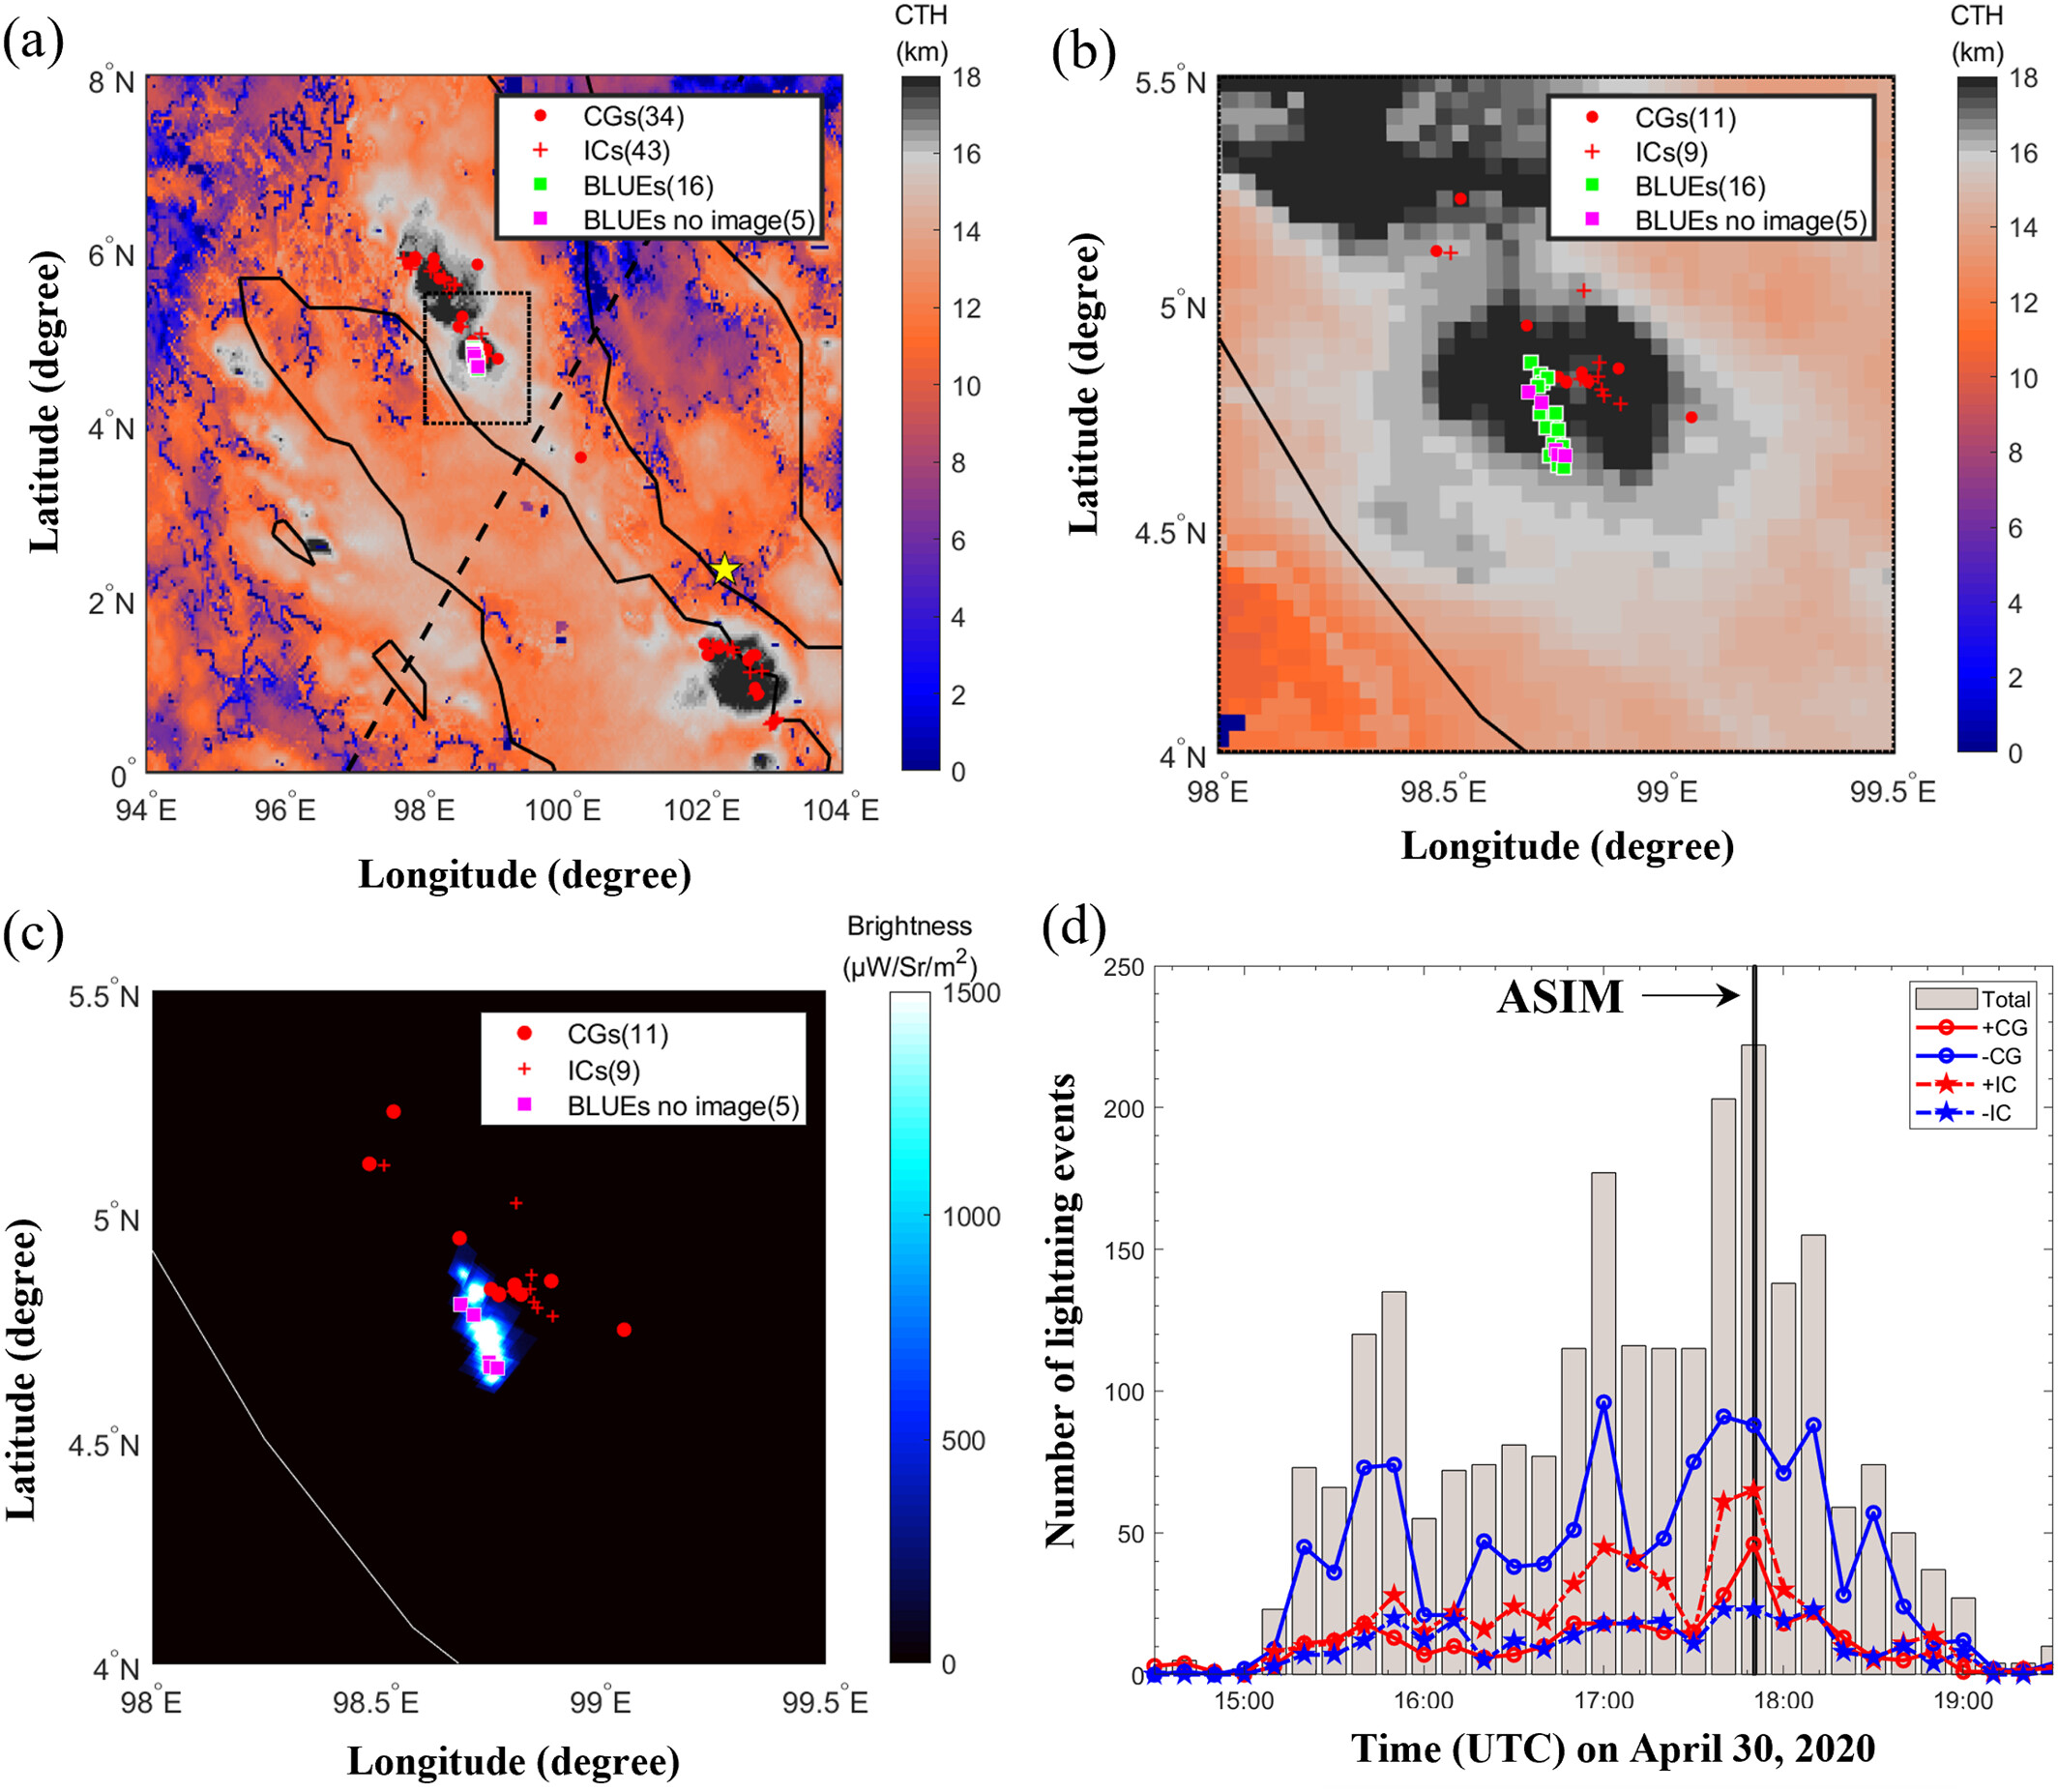 (a)
CTH
(km)
8°N
6°N
4°N
2°N
0°
94°E
96°E
98°E
100°E
102°E
104°E
Latitude (degree)
Longitude (degree)
CGs(34)
ICs(43)
BLUEs(16)
BLUEs no image(5)
18
16
14
12
10
8
6
4
2
0
(b)
CTH
(km)
5.5°N
5°N
4.5°N
4°N
98°E
98.5°E
99°E
99.5°E
Latitude (degree)
Longitude (degree)
CGs(11)
ICs(9)
BLUEs(16)
BLUEs no image(5)
18
16
14
12
10
8
6
4
2
0
(c)
Brightness
(µW/Sr/m²)
5.5°N
5°N
4.5°N
4°N
98°E
98.5°E
99°E
99.5°E
Latitude (degree)
Longitude (degree)
CGs(11)
ICs(9)
BLUEs no image(5)
1500
1000
500
0
(d)
250
200
150
100
50
0
Number of lightning events
ASIM
Total
+CG
-CG
+IC
-IC
15:00
16:00
17:00
18:00
19:00
Time (UTC) on April 30, 2020